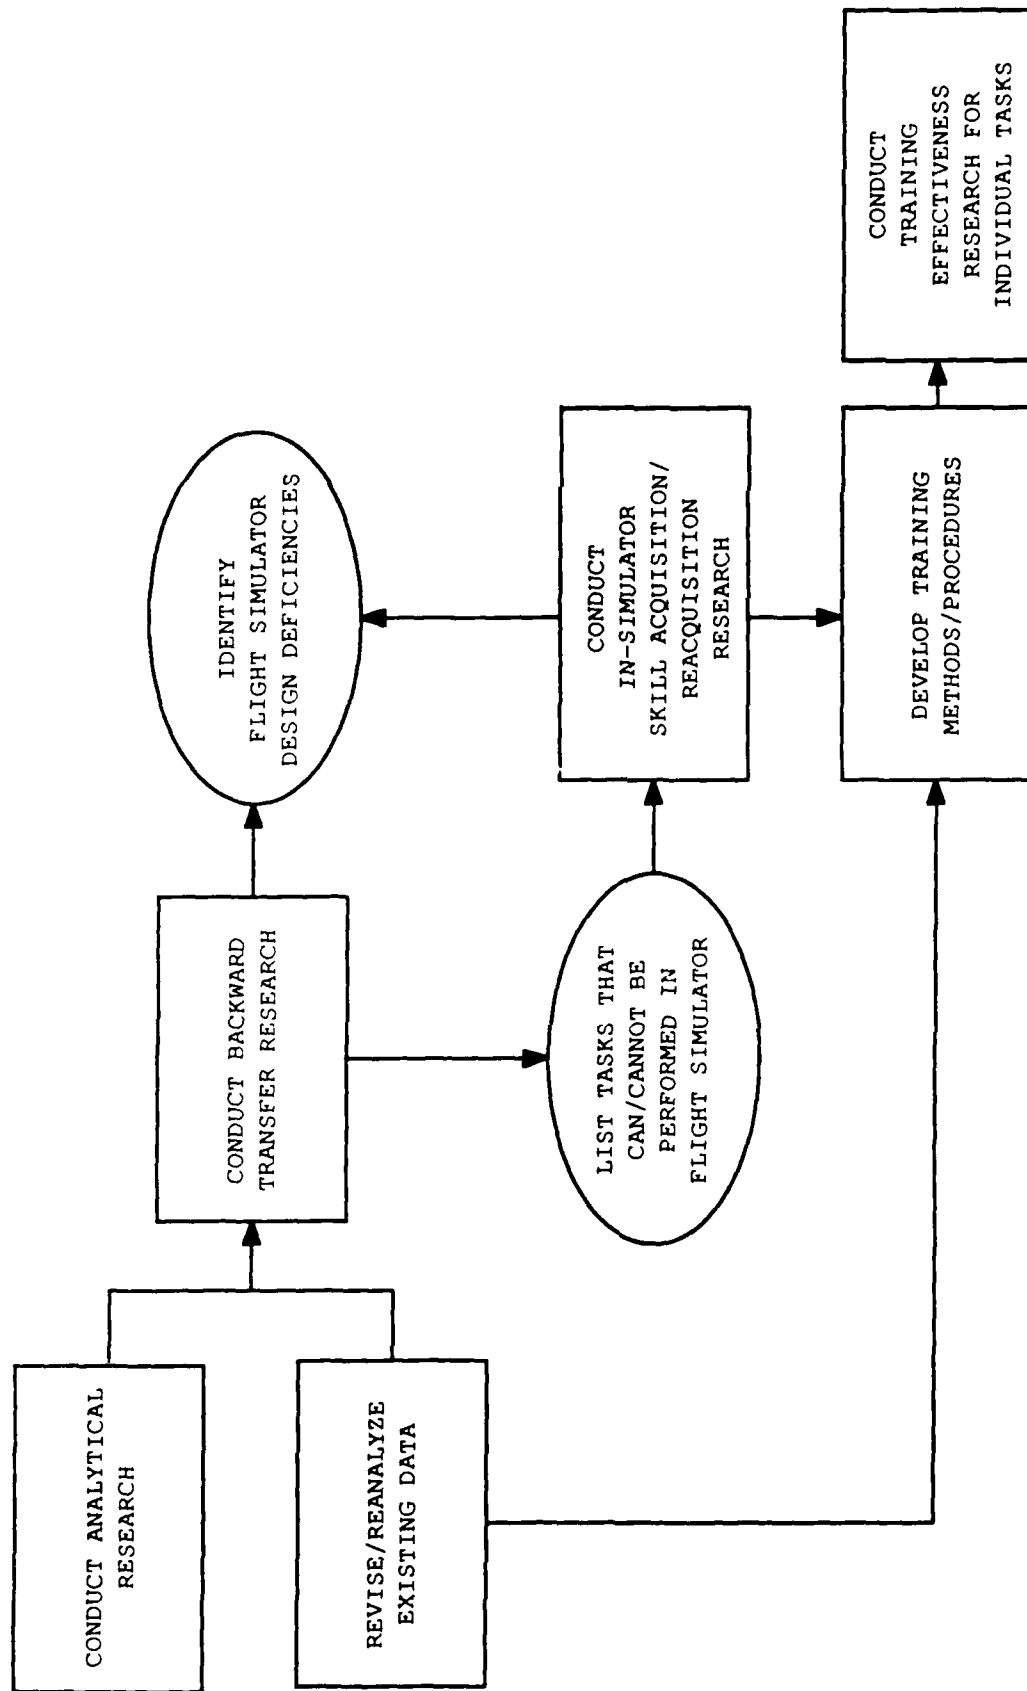 CONDUCT ANALYTICAL
RESEARCH
REVISE/REANALYZE
EXISTING DATA
CONDUCT BACKWARD
TRANSFER RESEARCH
IDENTIFY
FLIGHT SIMULATOR
DESIGN DEFICIENCIES
LIST TASKS THAT
CAN/CANNOT BE
PERFORMED IN
FLIGHT SIMULATOR
CONDUCT
IN-SIMULATOR
SKILL ACQUISITION/
REACQUISITION
RESEARCH
DEVELOP TRAINING
METHODS/PROCEDURES
CONDUCT
TRAINING
EFFECTIVENESS
RESEARCH FOR
INDIVIDUAL TASKS